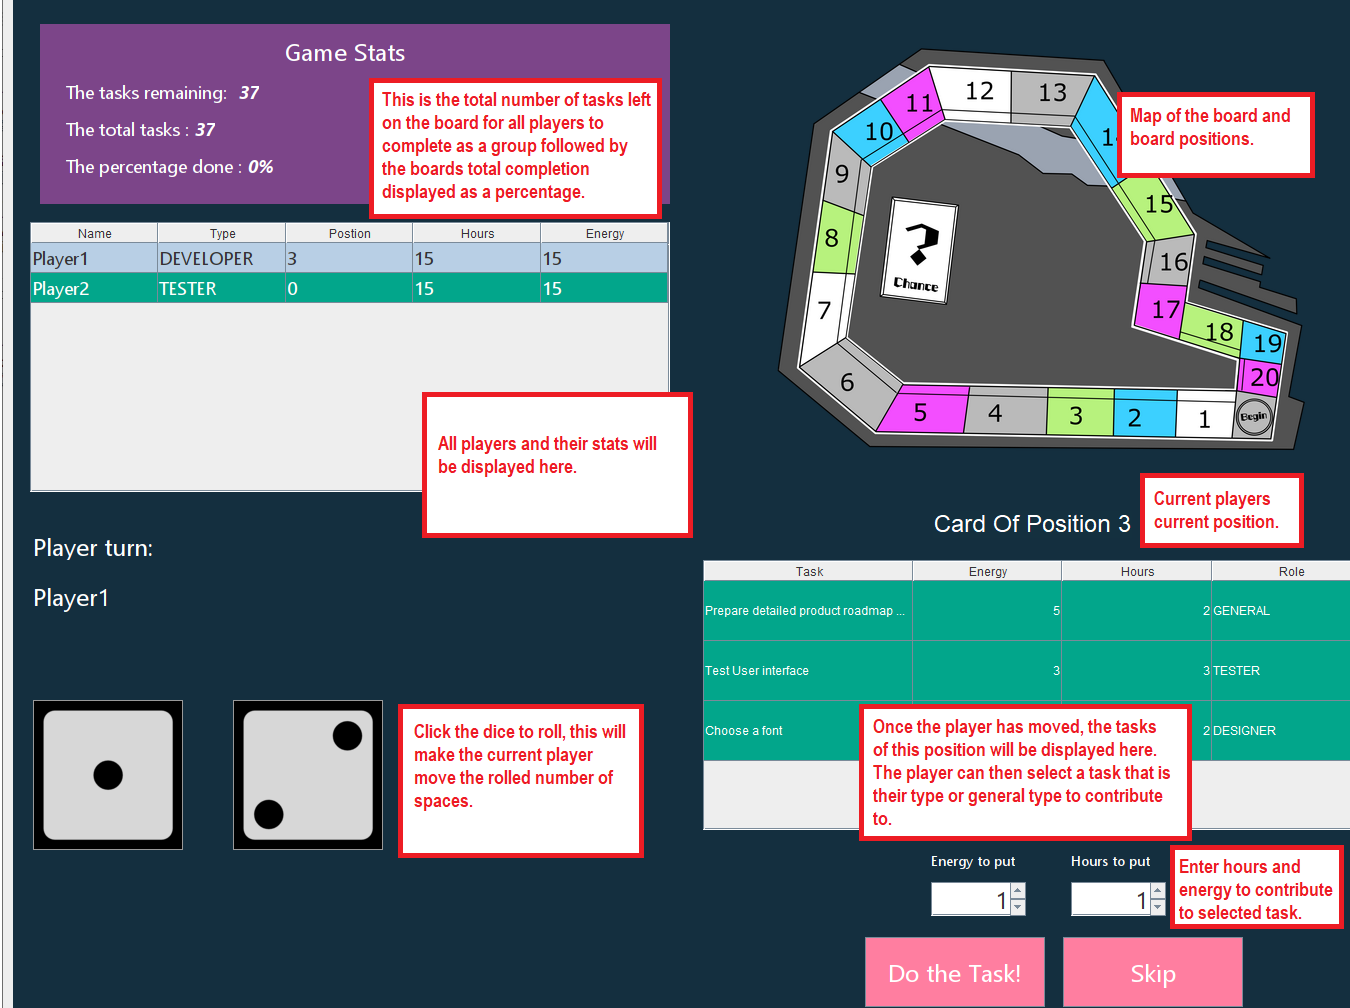 Game Stats
The tasks remaining: 37
The total tasks : 37
The percentage done : 0%
This is the total number of tasks left
on the board for all players to
complete as a group followed by
the boards total completion
displayed as a percentage.
Name Type Postion Hours Energy
Player1 DEVELOPER 3 15 15
Player2 TESTER 0 15 15
All players and their stats will
be displayed here.
Player turn:
Player1
Click the dice to roll, this will
make the current player
move the rolled number of
spaces.
12
13
11
10
14
9
15
8
16
7
17
18
19
6
20
5
4
3
2
1
Begin
?
Chance
Map of the board and
board positions.
Card Of Position 3
Current players
current position.
Task Energy Hours Role
Prepare detailed product roadmap ... 5 2 GENERAL
Test User interface 3 3 TESTER
Choose a font 2 DESIGNER
Once the player has moved, the tasks
of this position will be displayed here.
The player can then select a task that is
their type or general type to contribute
to.
Energy to put Hours to put
1 1
Enter hours and
energy to contribute
to selected task.
Do the Task! Skip